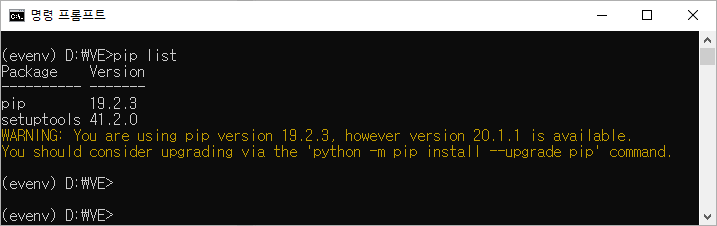 명령 프롬프트
(evenv) D:\VE>pip list
Package    Version
---------- -------
pip        19.2.3
setuptools 41.2.0
WARNING: You are using pip version 19.2.3, however version 20.1.1 is available.
You should consider upgrading via the 'python -m pip install --upgrade pip' command.
(evenv) D:\VE>
(evenv) D:\VE>